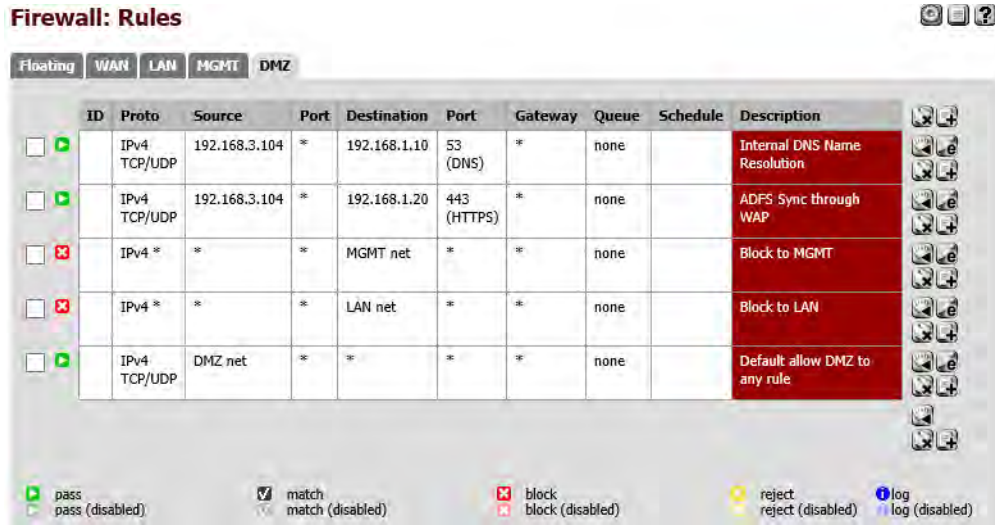 Firewall: Rules
Floating WAN LAN MGMT DMZ
ID Proto Source Port Destination Port Gateway Queue Schedule Description
IPv4 TCP/UDP 192.168.3.104 * 192.168.1.10 53 (DNS) * none Internal DNS Name Resolution
IPv4 TCP/UDP 192.168.3.104 * 192.168.1.20 443 (HTTPS) * none ADFS Sync through WAP
IPv4 * * * MGMT net * * none Block to MGMT
IPv4 * * * LAN net * * none Block to LAN
IPv4 TCP/UDP DMZ net * * * * none Default allow DMZ to any rule
pass match block reject log
pass (disabled) match (disabled) block (disabled) reject (disabled) log (disabled)